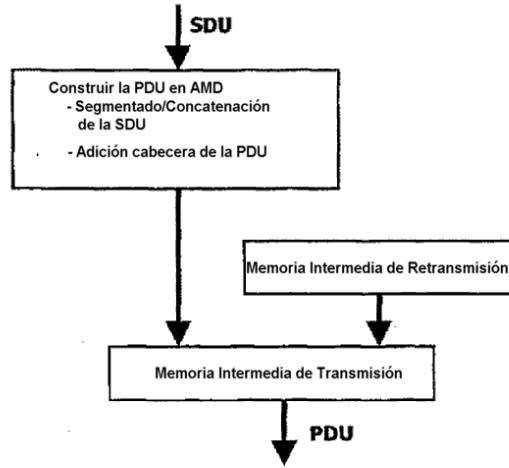 SDU
Construir la PDU en AMD
- Segmentado/Concatenación
de la SDU
- Adición cabecera de la PDU
Memoria Intermedia de Retransmisión
Memoria Intermedia de Transmisión
PDU